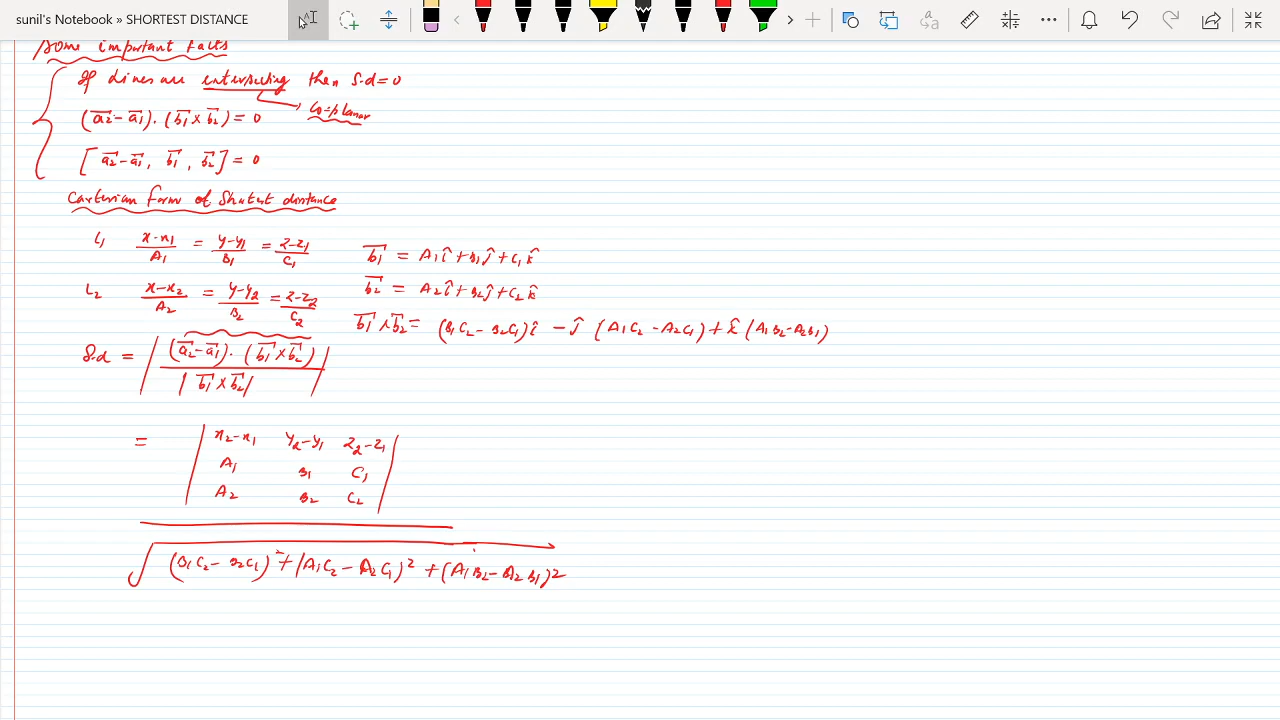 sunil's Notebook » SHORTEST DISTANCE
Some important facts
If lines are intersecting then S.d=0
Co-planar
(a₂ - a₁) . (b₁ × b₂) = 0
[ a₂ - a₁, b₁, b₂ ] = 0
Cartesian form of Shortest distance
L₁ x-x₁/A₁ = y-y₁/B₁ = z-z₁/C₁
b₁ = A₁î + B₁ĵ + C₁k̂
L₂ x-x₂/A₂ = y-y₂/B₂ = z-z₂/C₂
b₂ = A₂î + B₂ĵ + C₂k̂
b₁ × b₂ = (B₁C₂ - B₂C₁)î - ĵ (A₁C₂ - A₂C₁) + k̂ (A₁B₂ - A₂B₁)
S.d = | (a₂ - a₁) . (b₁ × b₂) / |b₁ × b₂| |
= | x₂-x₁ y₂-y₁ z₂-z₁
A₁ B₁ C₁
A₂ B₂ C₂ |
√ (B₁C₂ - B₂C₁)² + (A₁C₂ - A₂C₁)² + (A₁B₂ - A₂B₁)²